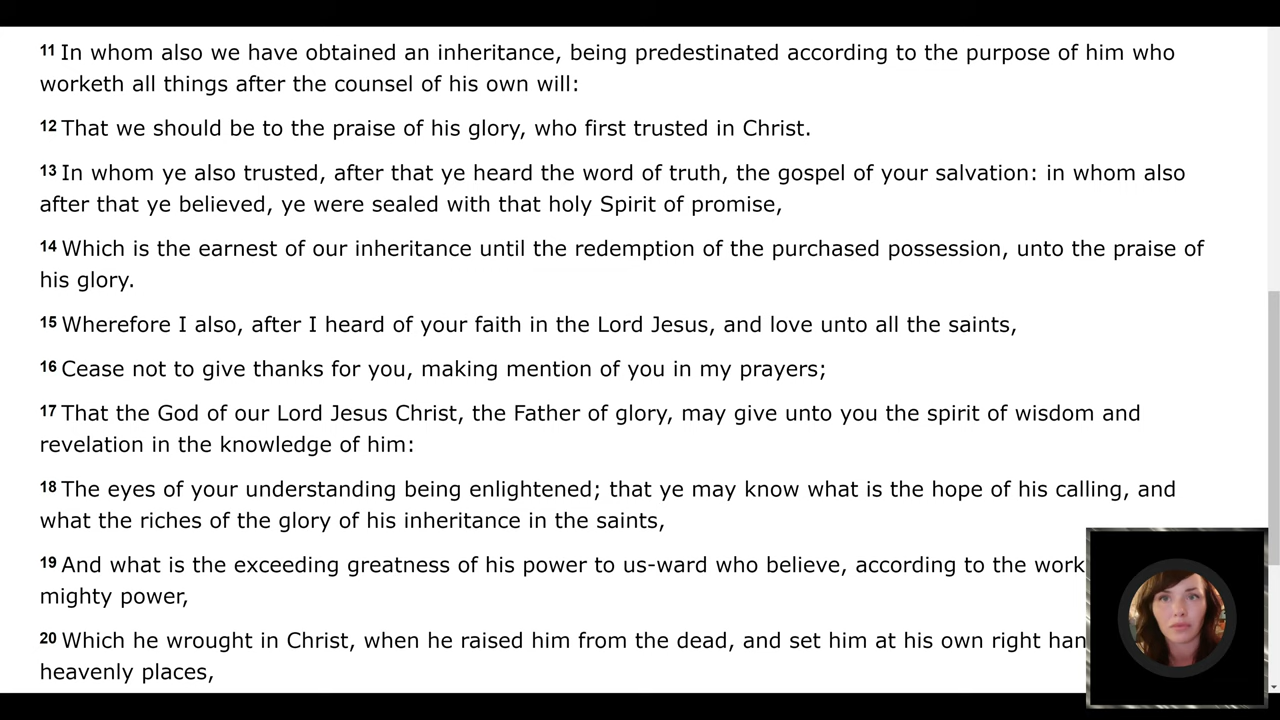 11 In whom also we have obtained an inheritance, being predestinated according to the purpose of him who
worketh all things after the counsel of his own will:
12 That we should be to the praise of his glory, who first trusted in Christ.
13 In whom ye also trusted, after that ye heard the word of truth, the gospel of your salvation: in whom also
after that ye believed, ye were sealed with that holy Spirit of promise,
14 Which is the earnest of our inheritance until the redemption of the purchased possession, unto the praise of
his glory.
15 Wherefore I also, after I heard of your faith in the Lord Jesus, and love unto all the saints,
16 Cease not to give thanks for you, making mention of you in my prayers;
17 That the God of our Lord Jesus Christ, the Father of glory, may give unto you the spirit of wisdom and
revelation in the knowledge of him:
18 The eyes of your understanding being enlightened; that ye may know what is the hope of his calling, and
what the riches of the glory of his inheritance in the saints,
19 And what is the exceeding greatness of his power to us-ward who believe, according to the work
mighty power,
20 Which he wrought in Christ, when he raised him from the dead, and set him at his own right han
heavenly places,